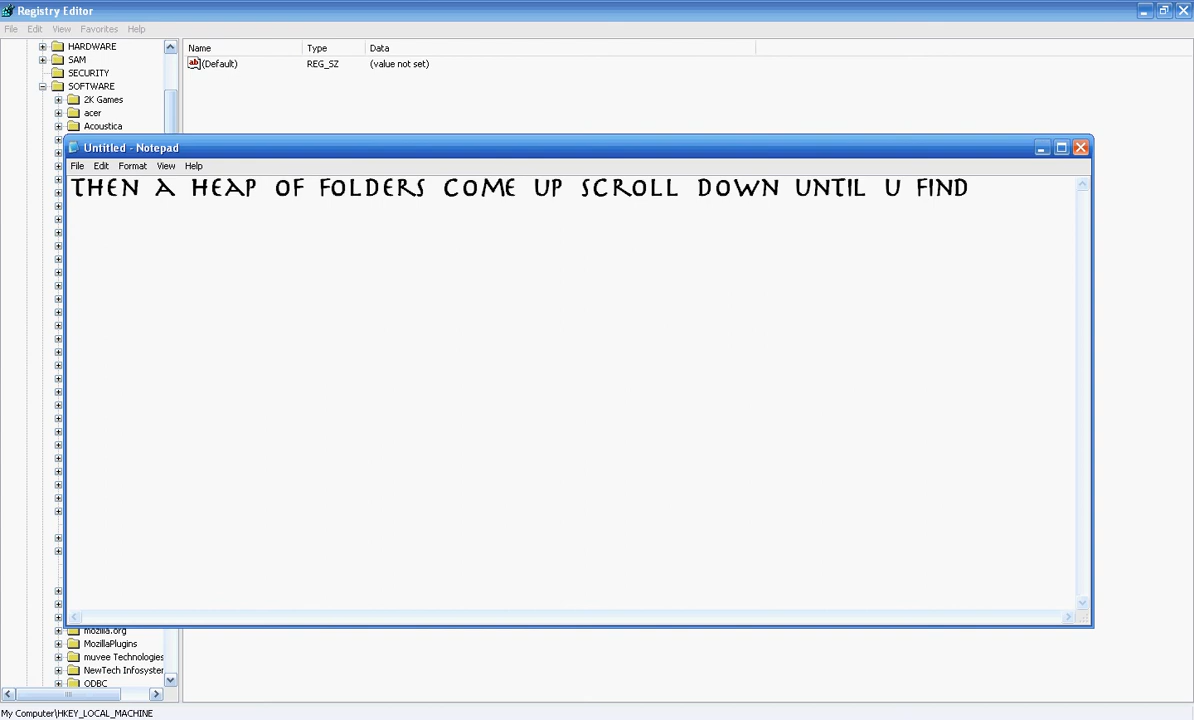 Registry Editor
File Edit View Favorites Help
HARDWARE
SAM
SECURITY
SOFTWARE
2K Games
acer
Acoustica
Name Type Data
ab (Default) REG_SZ (value not set)
Untitled - Notepad
File Edit Format View Help
THEN A HEAP OF FOLDERS COME UP SCROLL DOWN UNTIL U FIND
mozilla.org
MozillaPlugins
muvee Technologies
NewTech Infosyster
ODBC
My Computer\HKEY_LOCAL_MACHINE